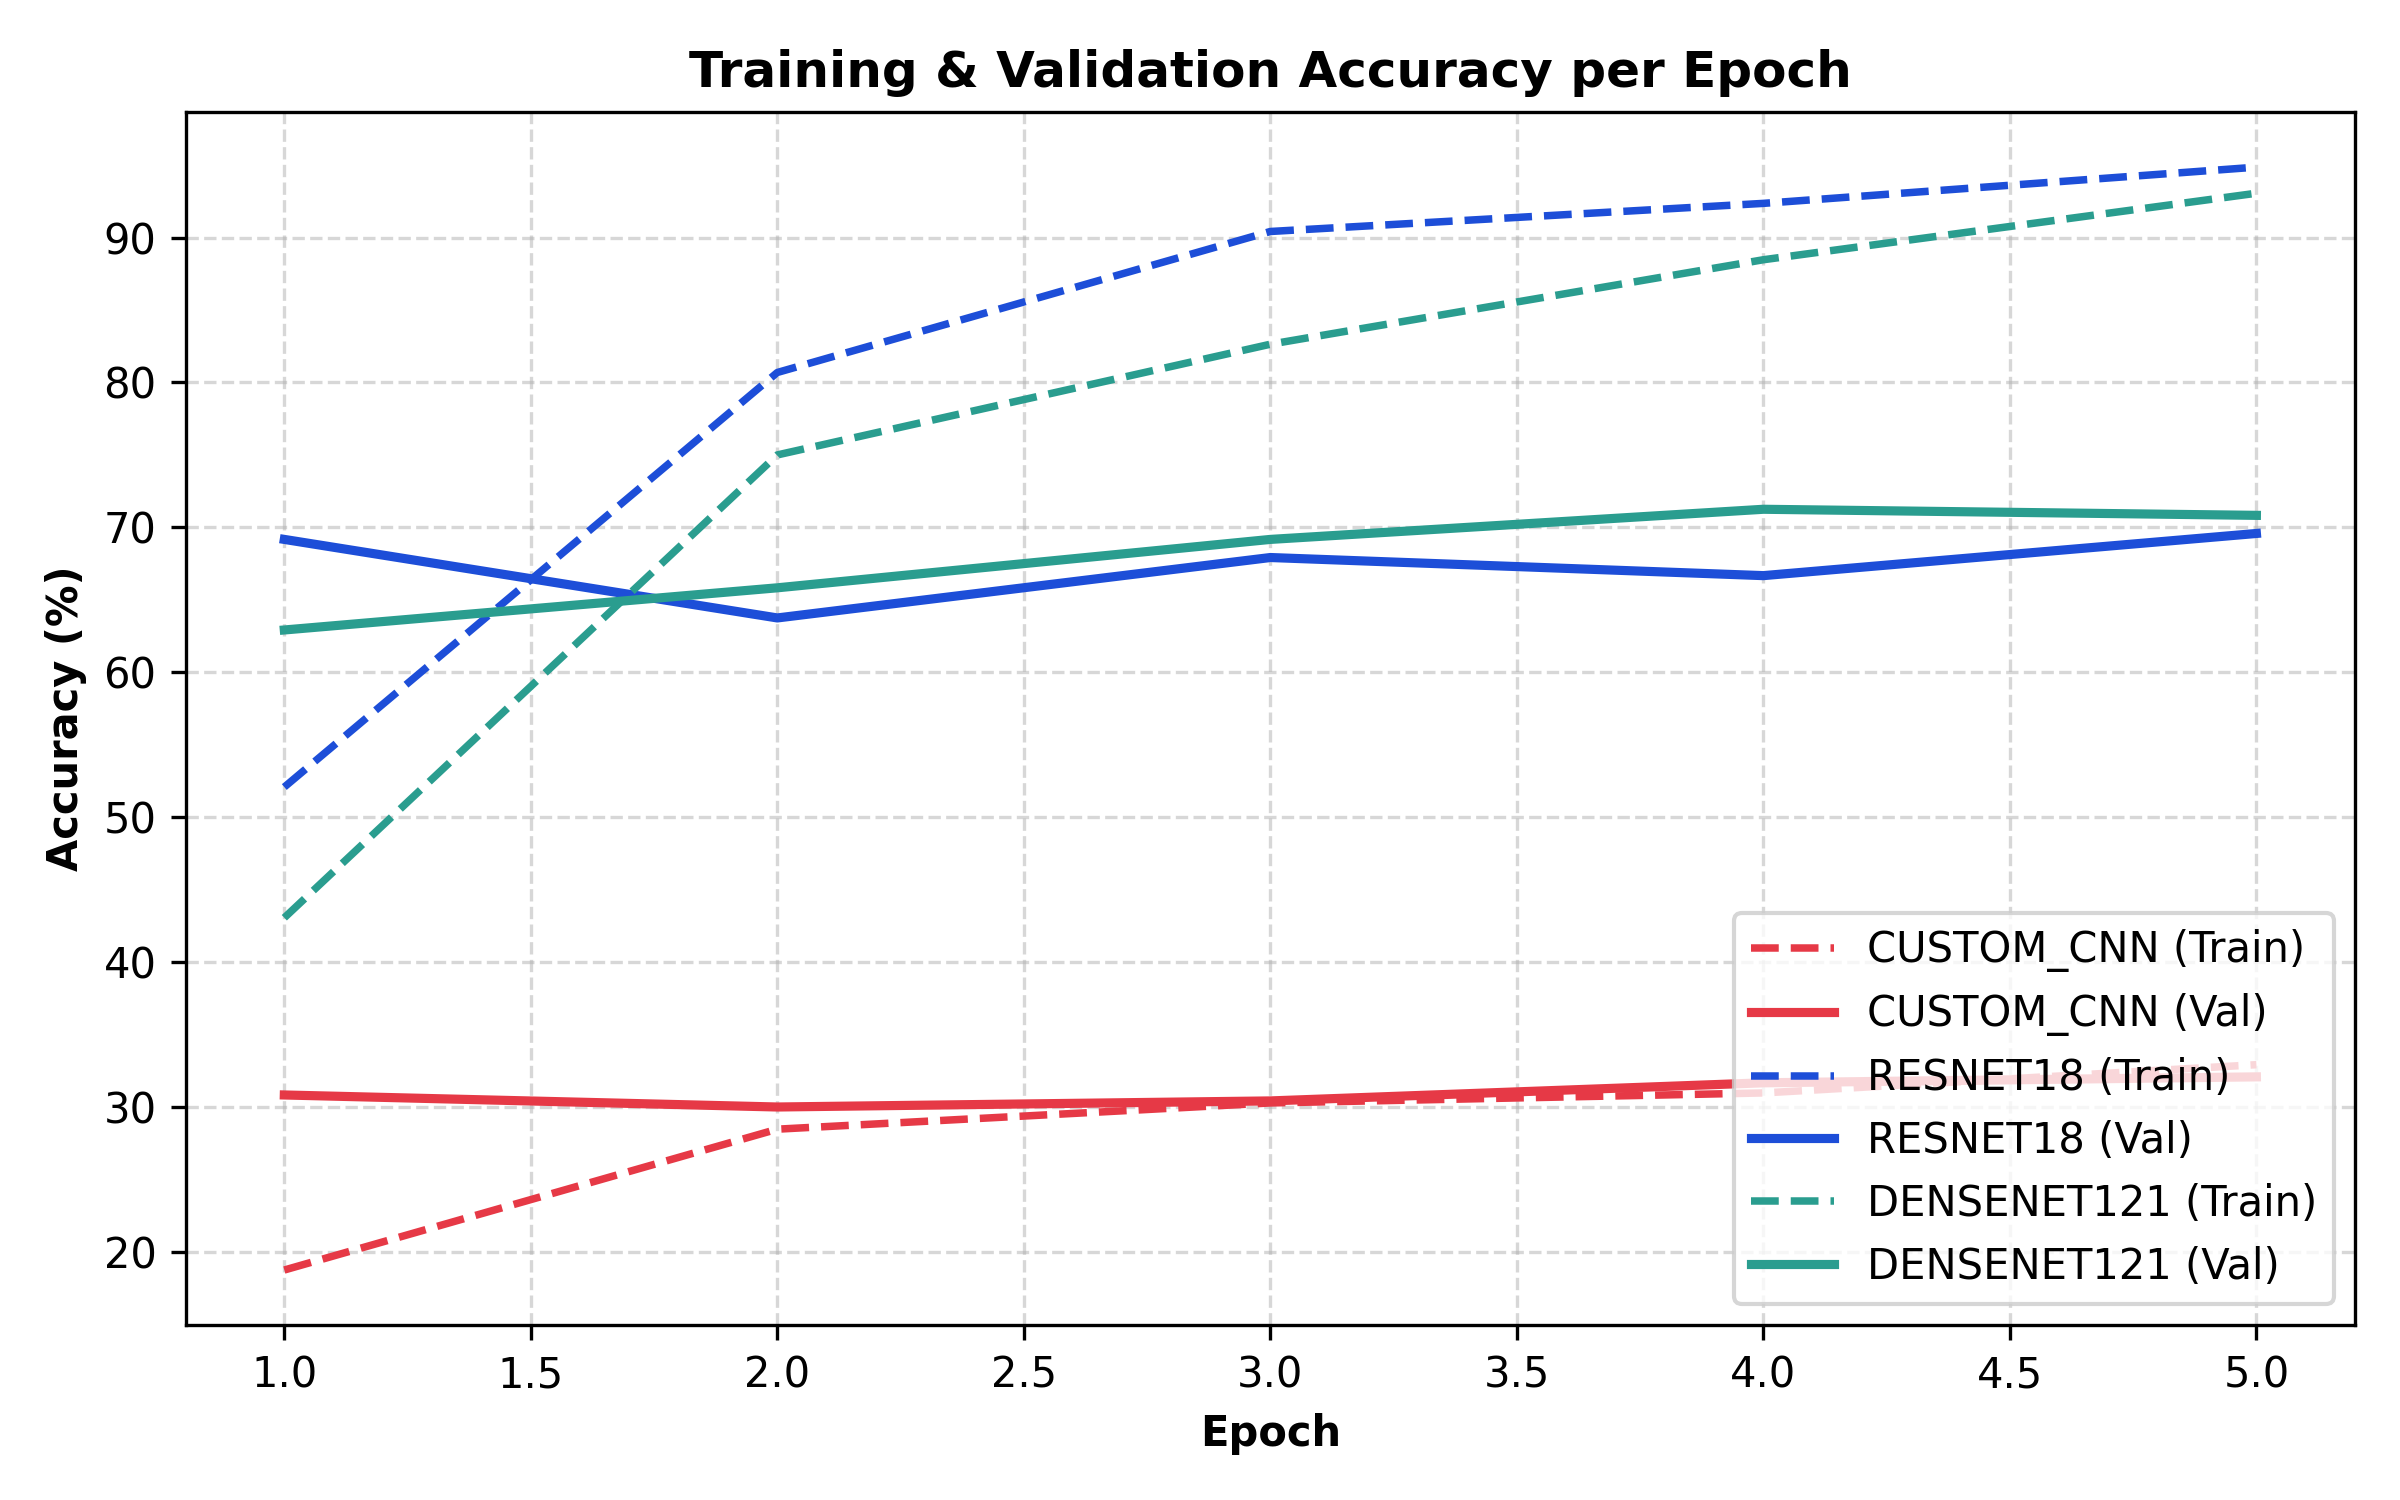 Training & Validation Accuracy per Epoch
Accuracy (%)
90
80
70
60
50
40
30
20
CUSTOM_CNN (Train)
CUSTOM_CNN (Val)
RESNET18 (Train)
RESNET18 (Val)
DENSENET121 (Train)
DENSENET121 (Val)
1.0 1.5 2.0 2.5 3.0 3.5 4.0 4.5 5.0
Epoch